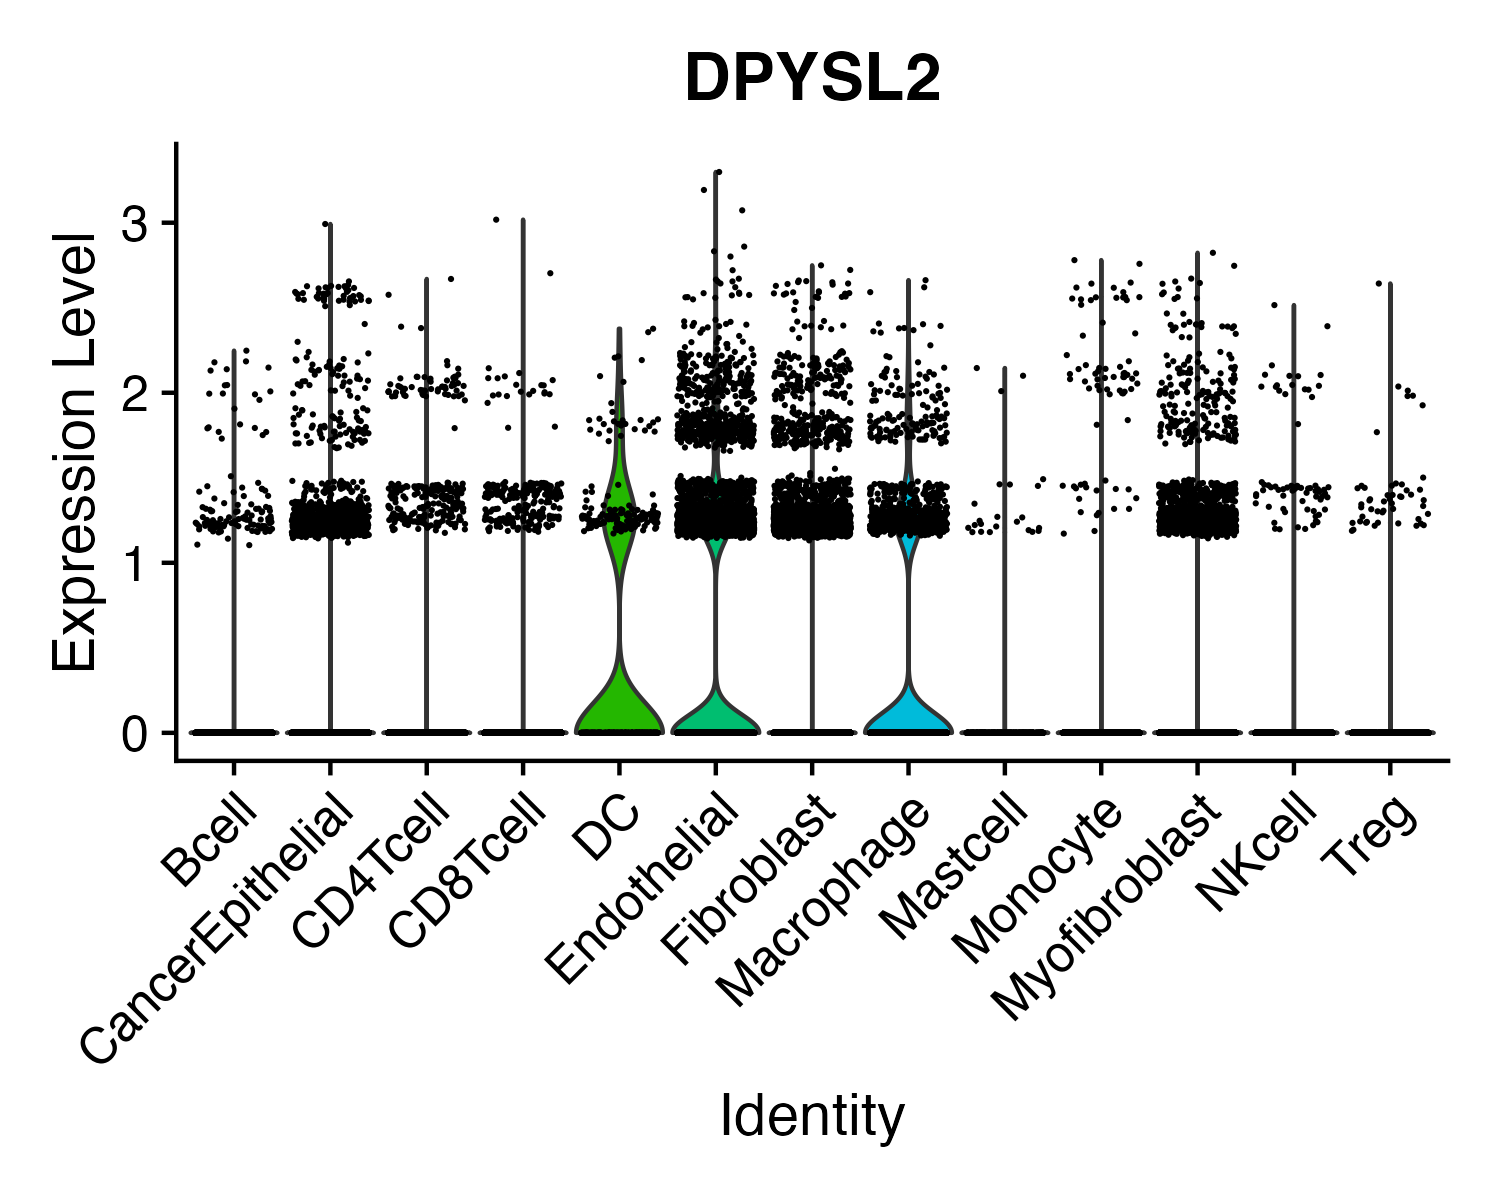 DPYSL2
Expression Level
3
2
1
0
Bcell
CancerEpithelial
CD4Tcell
CD8Tcell
DC
Endothelial
Fibroblast
Macrophage
Mastcell
Monocyte
Myofibroblast
NKcell
Treg
Identity